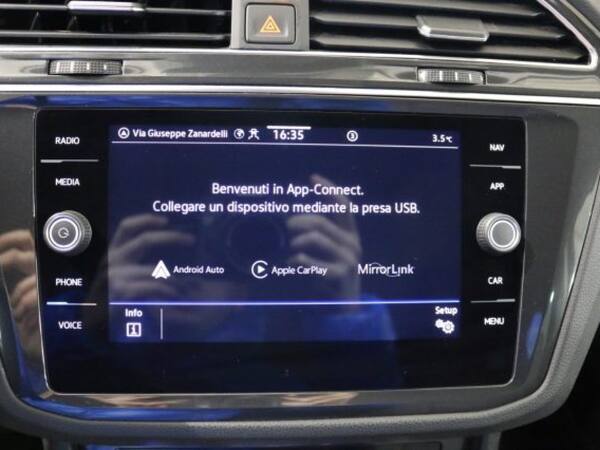 RADIO
MEDIA
PHONE
VOICE
Via Giuseppe Zanardelli 16:35 3 3.5°C
Benvenuti in App-Connect.
Collegare un dispositivo mediante la presa USB.
Android Auto Apple CarPlay MirrorLink
Info Setup
NAV
APP
CAR
MENU